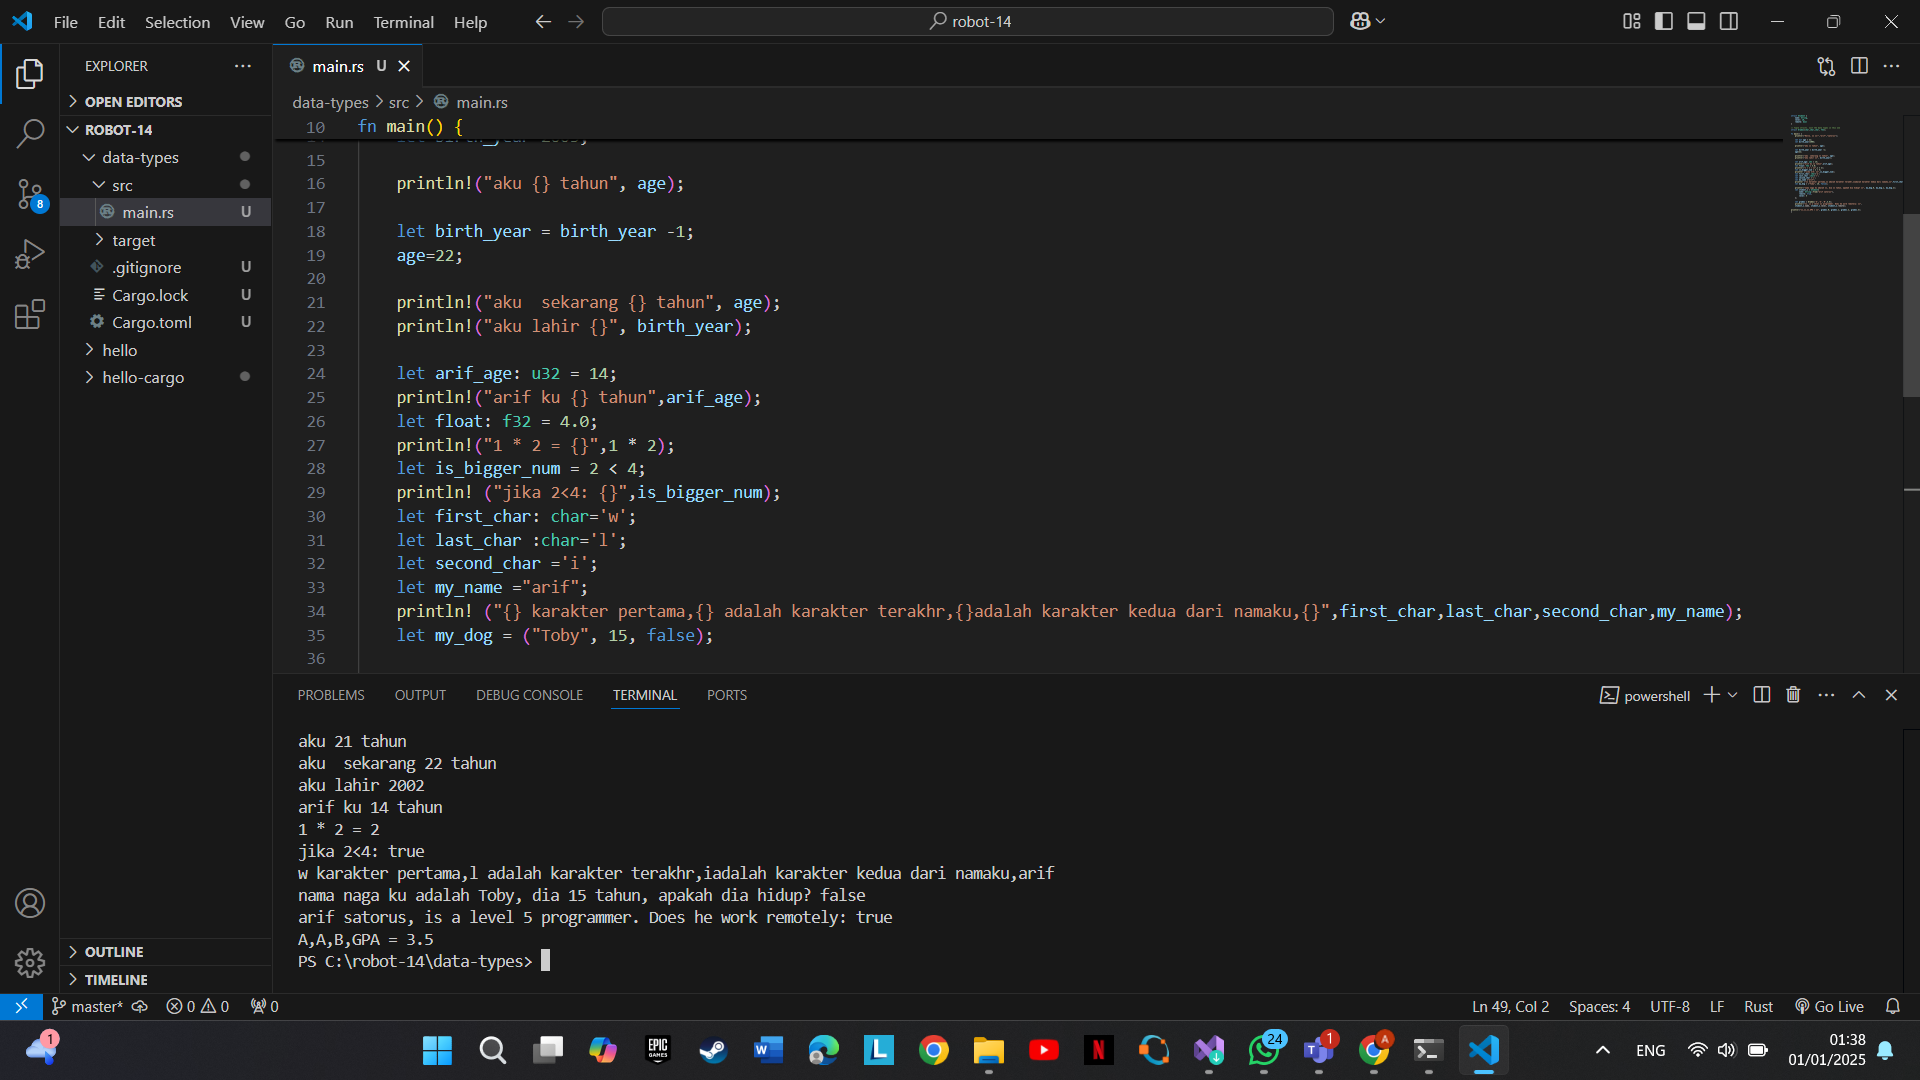 File Edit Selection View Go Run Terminal Help
robot-14
EXPLORER
OPEN EDITORS
ROBOT-14
data-types
src
main.rs U
target
.gitignore U
Cargo.lock U
Cargo.toml U
hello
hello-cargo
OUTLINE
TIMELINE
8
main.rs U
data-types > src > main.rs
10 fn main() {
15
16 println!("aku {} tahun", age);
17
18 let birth_year = birth_year -1;
19 age=22;
20
21 println!("aku  sekarang {} tahun", age);
22 println!("aku lahir {}", birth_year);
23
24 let arif_age: u32 = 14;
25 println!("arif ku {} tahun",arif_age);
26 let float: f32 = 4.0;
27 println!("1 * 2 = {}",1 * 2);
28 let is_bigger_num = 2 < 4;
29 println! ("jika 2<4: {}",is_bigger_num);
30 let first_char: char='w';
31 let last_char :char='l';
32 let second_char ='i';
33 let my_name ="arif";
34 println! ("{} karakter pertama,{} adalah karakter terakhr,{}adalah karakter kedua dari namaku,{}",first_char,last_char,second_char,my_name);
35 let my_dog = ("Toby", 15, false);
36
PROBLEMS OUTPUT DEBUG CONSOLE TERMINAL PORTS
powershell
aku 21 tahun
aku  sekarang 22 tahun
aku lahir 2002
arif ku 14 tahun
1 * 2 = 2
jika 2<4: true
w karakter pertama,l adalah karakter terakhr,iadalah karakter kedua dari namaku,arif
nama naga ku adalah Toby, dia 15 tahun, apakah dia hidup? false
arif satorus, is a level 5 programmer. Does he work remotely: true
A,A,B,GPA = 3.5
PS C:\robot-14\data-types>
master* 0 0 0
Ln 49, Col 2 Spaces: 4 UTF-8 LF Rust Go Live
1
EPIC GAMES
W
L
N
24
T
1
A
ENG
01:38
01/01/2025